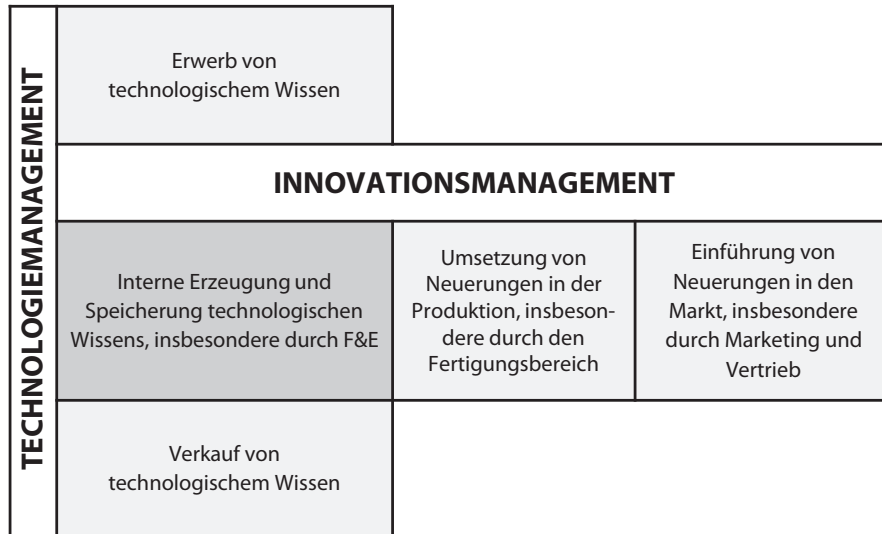 TECHNOLOGIEMANAGEMENT
Erwerb von
technologischem Wissen
INNOVATIONSMANAGEMENT
Interne Erzeugung und
Speicherung technologischen
Wissens, insbesondere durch F&E
Umsetzung von
Neuerungen in der
Produktion, insbeson-
dere durch den
Fertigungsbereich
Einführung von
Neuerungen in den
Markt, insbesondere
durch Marketing und
Vertrieb
Verkauf von
technologischem Wissen